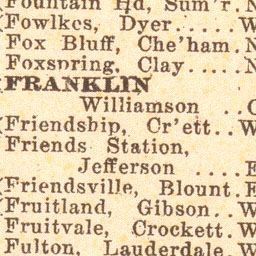 Fountain Hd, Sum'r. N
(Fowlkes, Dyer..... W
Fox Bluff, Che'ham. N
Foxspring, Clay..... N
(FRANKLIN
Williamson .. C
(Friendship, Cr'ett.. W
Friends Station,
Jefferson .... E
(Friendsville, Blount. E
(Fruitland, Gibson.. W
(Fruitvale, Crockett. W
(Fulton, Lauderdale. W